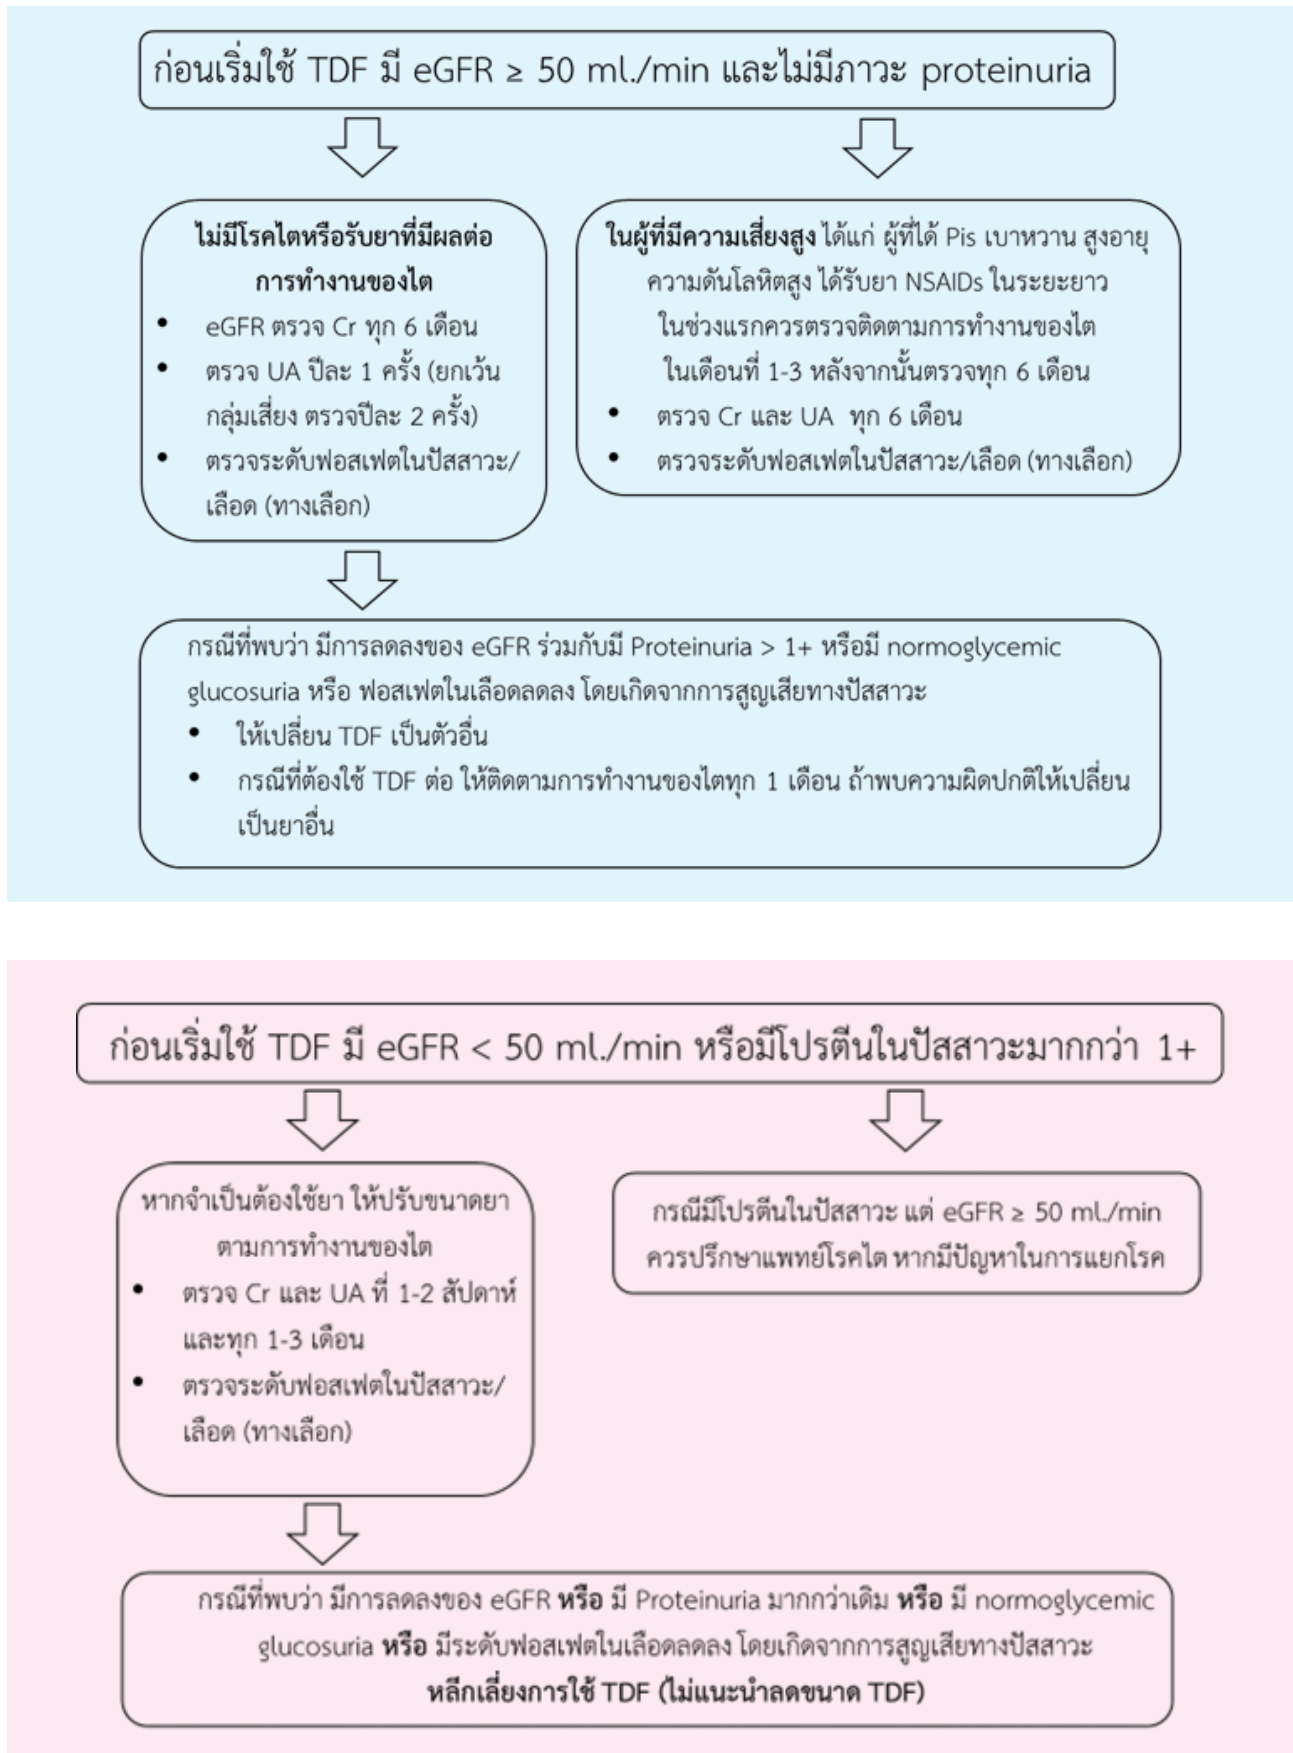 ก่อนเริ่มใช้ TDF มี eGFR ≥ 50 ml./min และไม่มีภาวะ proteinuria
ไม่มีโรคไตหรือรับยาที่มีผลต่อ
การทำงานของไต
• eGFR ตรวจ Cr ทุก 6 เดือน
• ตรวจ UA ปีละ 1 ครั้ง (ยกเว้น
กลุ่มเสี่ยง ตรวจปีละ 2 ครั้ง)
• ตรวจระดับฟอสเฟตในปัสสาวะ/
เลือด (ทางเลือก)
ในผู้ที่มีความเสี่ยงสูง ได้แก่ ผู้ที่ได้ Pis เบาหวาน สูงอายุ
ความดันโลหิตสูง ได้รับยา NSAIDs ในระยะยาว
ในช่วงแรกควรตรวจติดตามการทำงานของไต
ในเดือนที่ 1-3 หลังจากนั้นตรวจทุก 6 เดือน
• ตรวจ Cr และ UA ทุก 6 เดือน
• ตรวจระดับฟอสเฟตในปัสสาวะ/เลือด (ทางเลือก)
กรณีที่พบว่า มีการลดลงของ eGFR ร่วมกับมี Proteinuria > 1+ หรือมี normoglycemic
glucosuria หรือ ฟอสเฟตในเลือดลดลง โดยเกิดจากการสูญเสียทางปัสสาวะ
• ให้เปลี่ยน TDF เป็นตัวอื่น
• กรณีที่ต้องใช้ TDF ต่อ ให้ติดตามการทำงานของไตทุก 1 เดือน ถ้าพบความผิดปกติให้เปลี่ยน
เป็นยาอื่น
ก่อนเริ่มใช้ TDF มี eGFR < 50 ml./min หรือมีโปรตีนในปัสสาวะมากกว่า 1+
หากจำเป็นต้องใช้ยา ให้ปรับขนาดยา
ตามการทำงานของไต
• ตรวจ Cr และ UA ที่ 1-2 สัปดาห์
และทุก 1-3 เดือน
• ตรวจระดับฟอสเฟตในปัสสาวะ/
เลือด (ทางเลือก)
กรณีมีโปรตีนในปัสสาวะ แต่ eGFR ≥ 50 ml./min
ควรปรึกษาแพทย์โรคไต หากมีปัญหาในการแยกโรค
กรณีที่พบว่า มีการลดลงของ eGFR หรือ มี Proteinuria มากกว่าเดิม หรือ มี normoglycemic
glucosuria หรือ มีระดับฟอสเฟตในเลือดลดลง โดยเกิดจากการสูญเสียทางปัสสาวะ
หลีกเลี่ยงการใช้ TDF (ไม่แนะนำลดขนาด TDF)